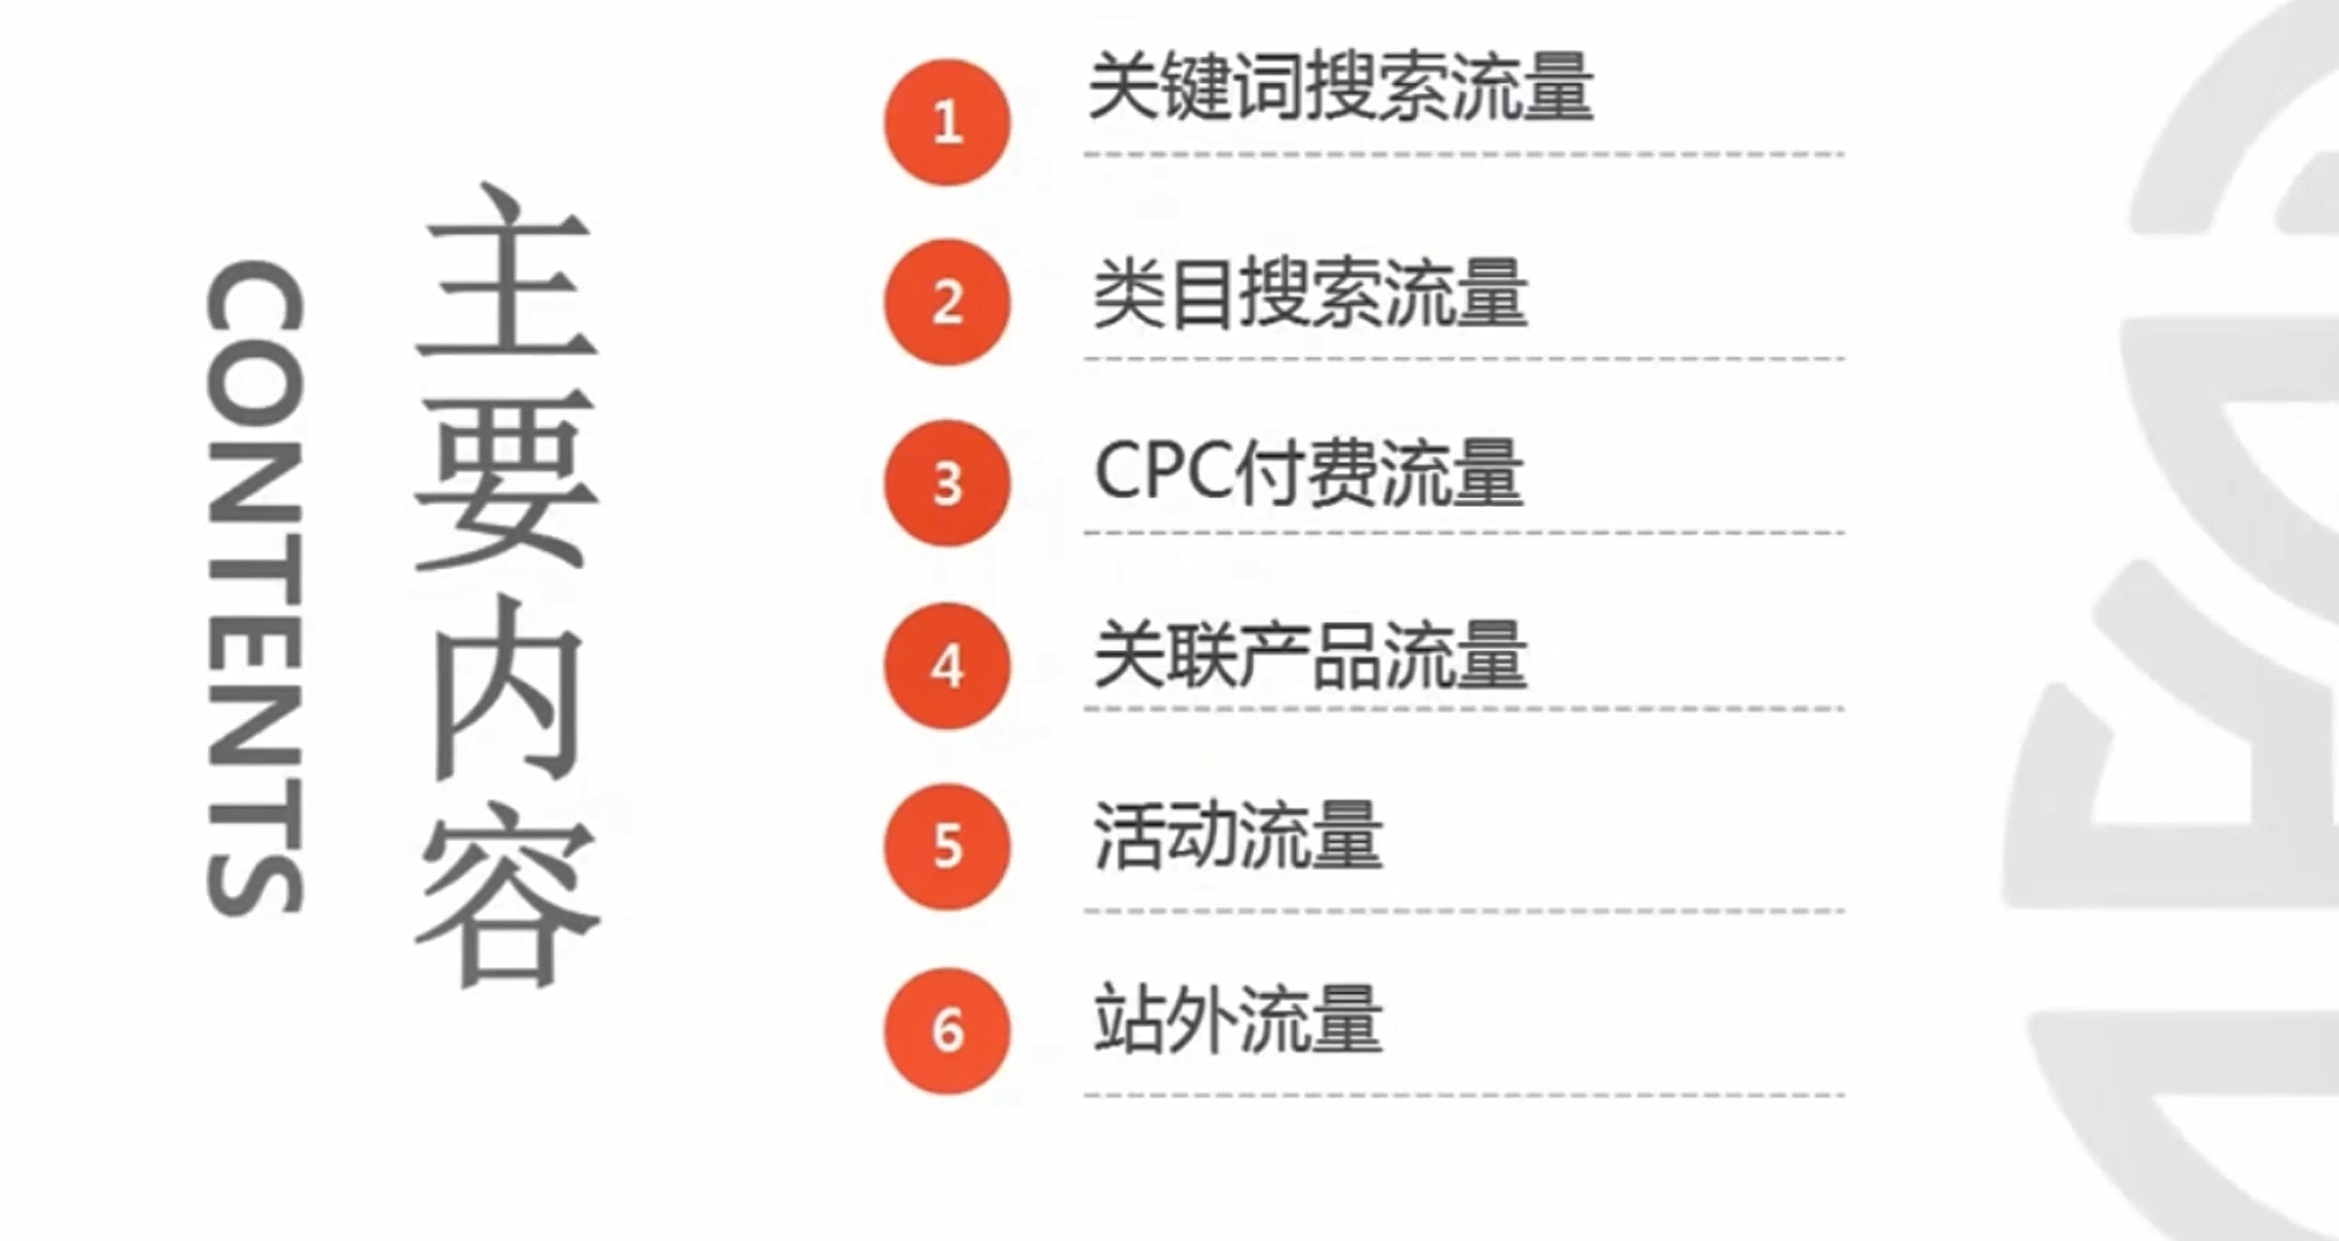 CONTENTS
主要内容
1 关键词搜索流量
2 类目搜索流量
3 CPC付费流量
4 关联产品流量
5 活动流量
6 站外流量